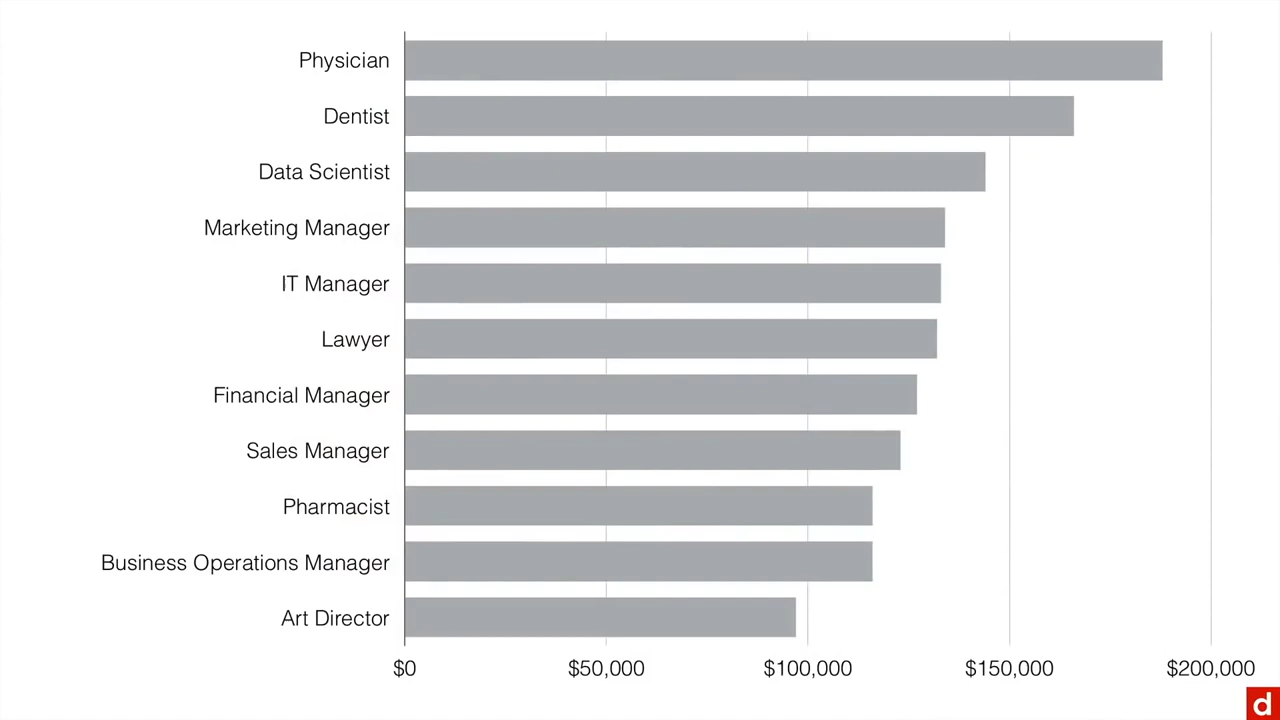 Physician
Dentist
Data Scientist
Marketing Manager
IT Manager
Lawyer
Financial Manager
Sales Manager
Pharmacist
Business Operations Manager
Art Director
$0 $50,000 $100,000 $150,000 $200,000
d